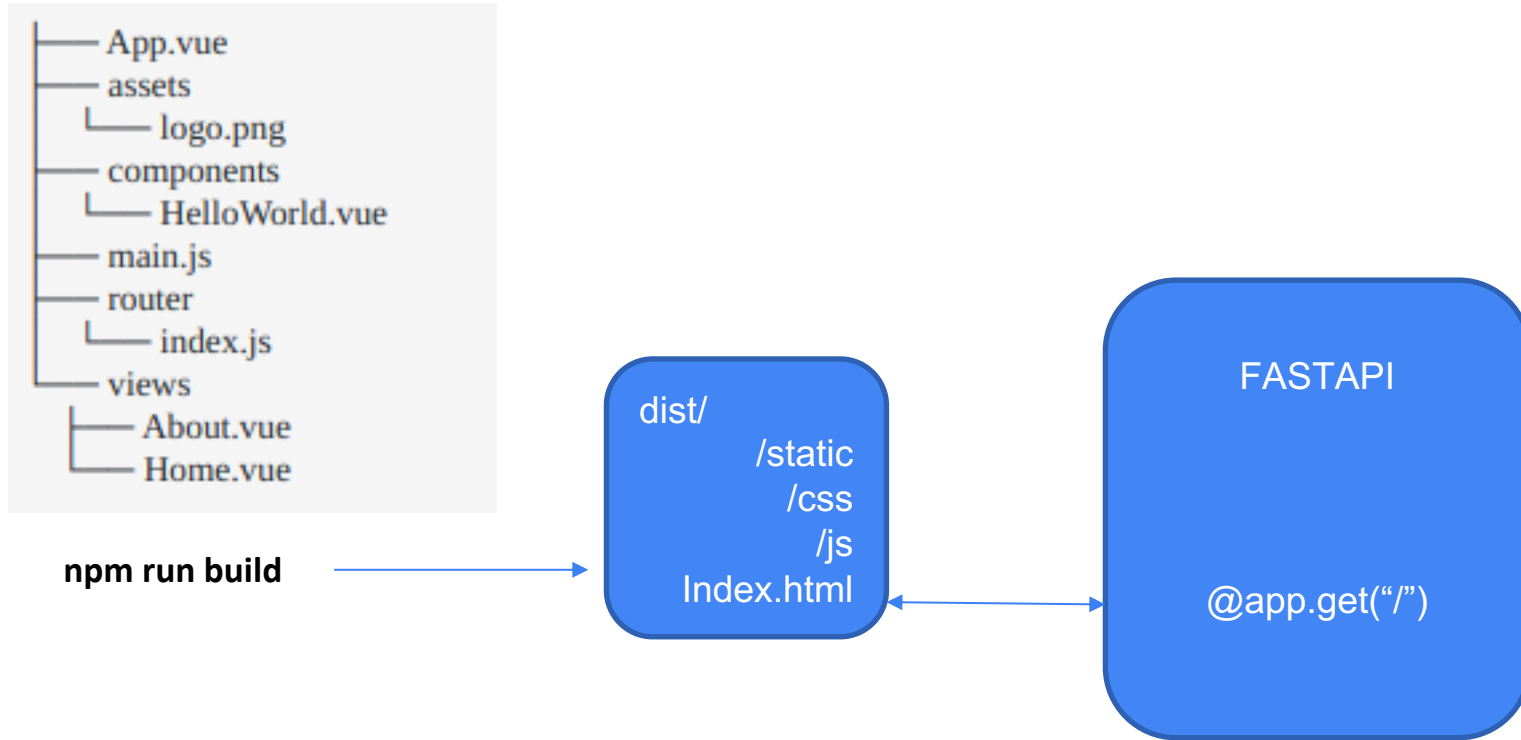 ├── App.vue
├── assets
│   └── logo.png
├── components
│   └── HelloWorld.vue
├── main.js
├── router
│   └── index.js
└── views
    ├── About.vue
    └── Home.vue
npm run build
dist/
/static
/css
/js
Index.html
FASTAPI
@app.get(“/”)